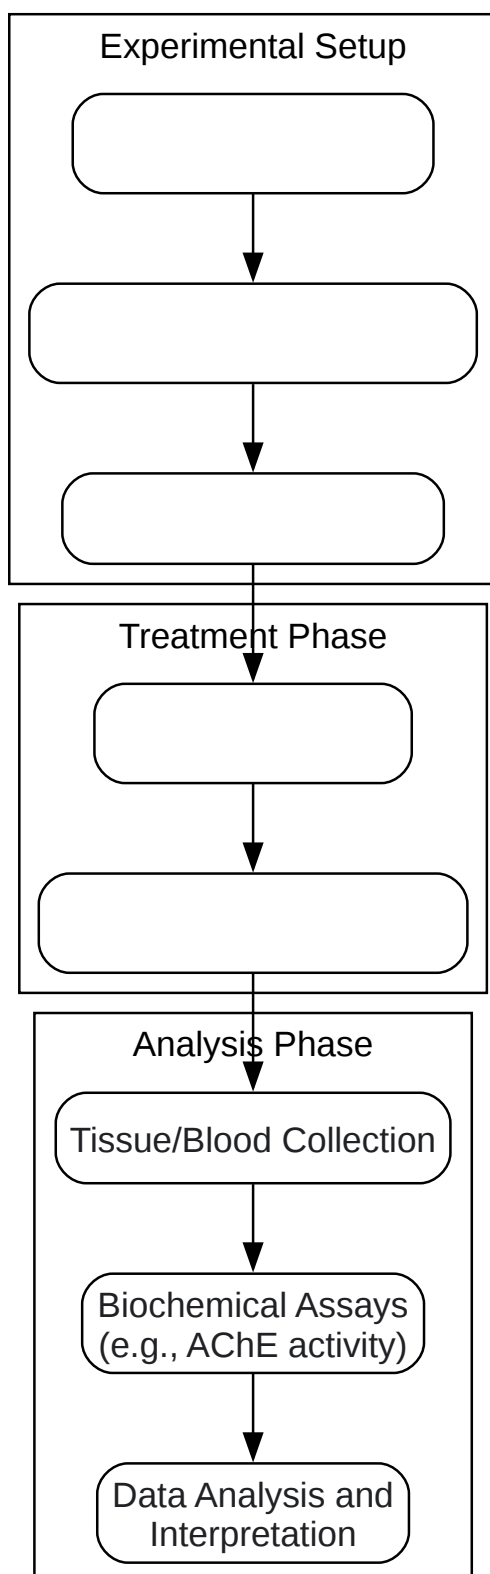 Experimental Setup
Treatment Phase
Analysis Phase
Tissue/Blood Collection
Biochemical Assays
(e.g., AChE activity)
Data Analysis and
Interpretation